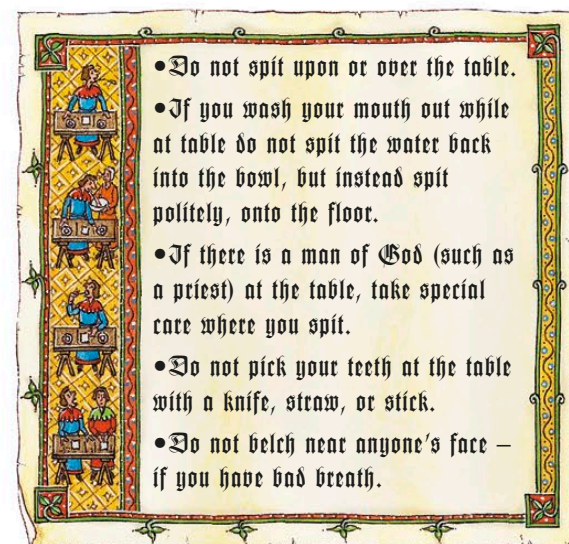 •Do not spit upon or over the table.
•If you wash your mouth out while
at table do not spit the water back
into the bowl, but instead spit
politely, onto the floor.
•If there is a man of God (such as
a priest) at the table, take special
care where you spit.
•Do not pick your teeth at the table
with a knife, straw, or stick.
•Do not belch near anyone's face –
if you have bad breath.